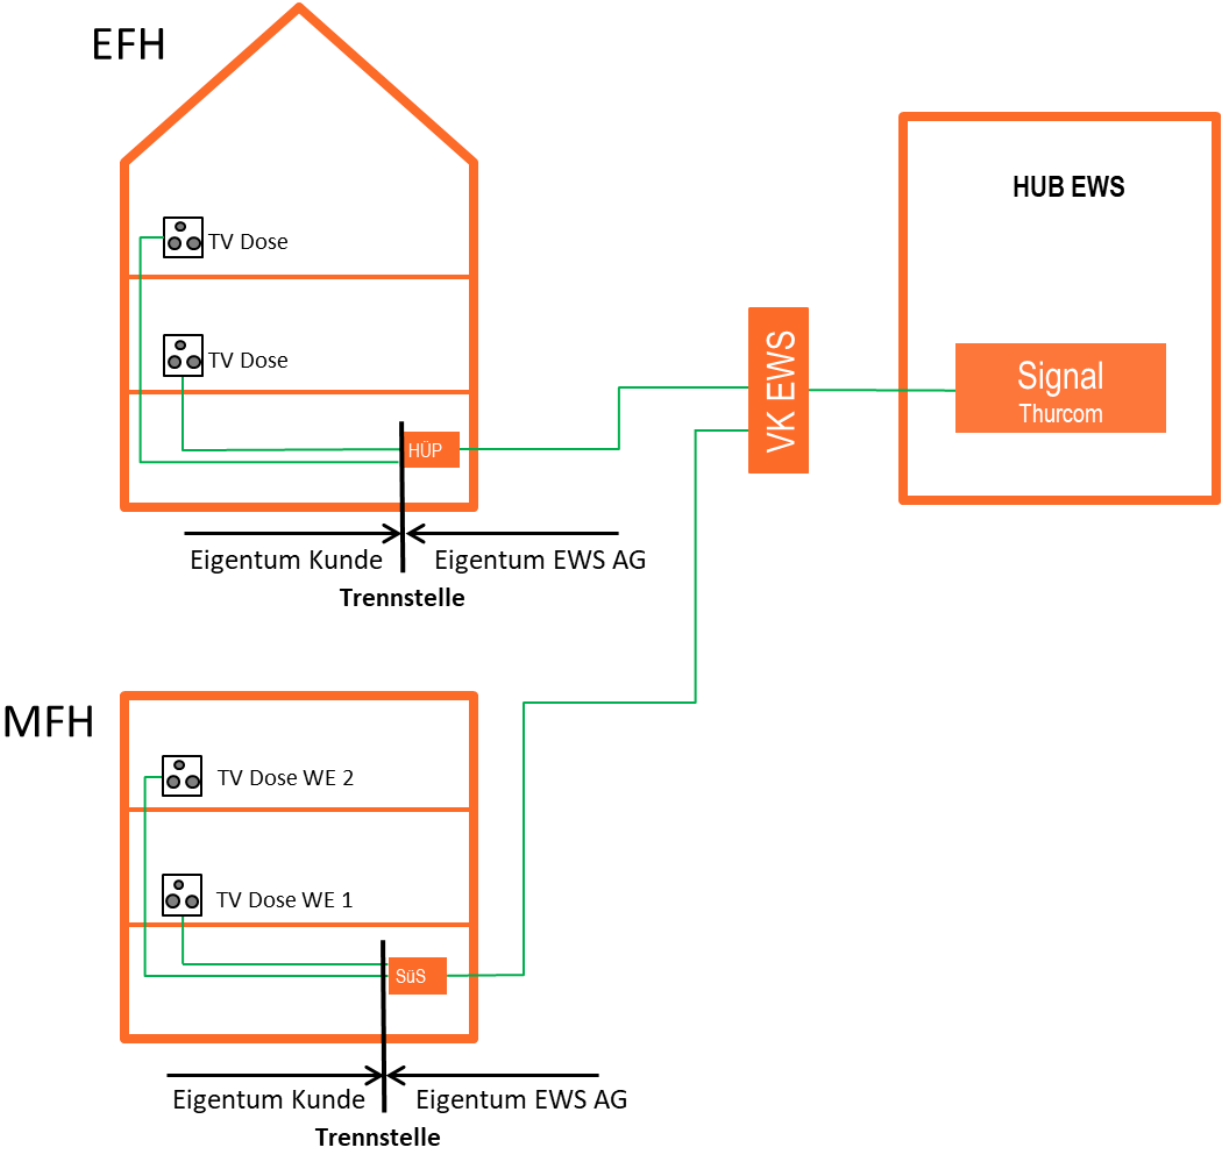 EFH
HUB EWS
TV Dose
TV Dose
VK EWS
Signal
Thurcom
HÜP
Eigentum Kunde
Eigentum EWS AG
Trennstelle
MFH
TV Dose WE 2
TV Dose WE 1
SüS
Eigentum Kunde
Eigentum EWS AG
Trennstelle